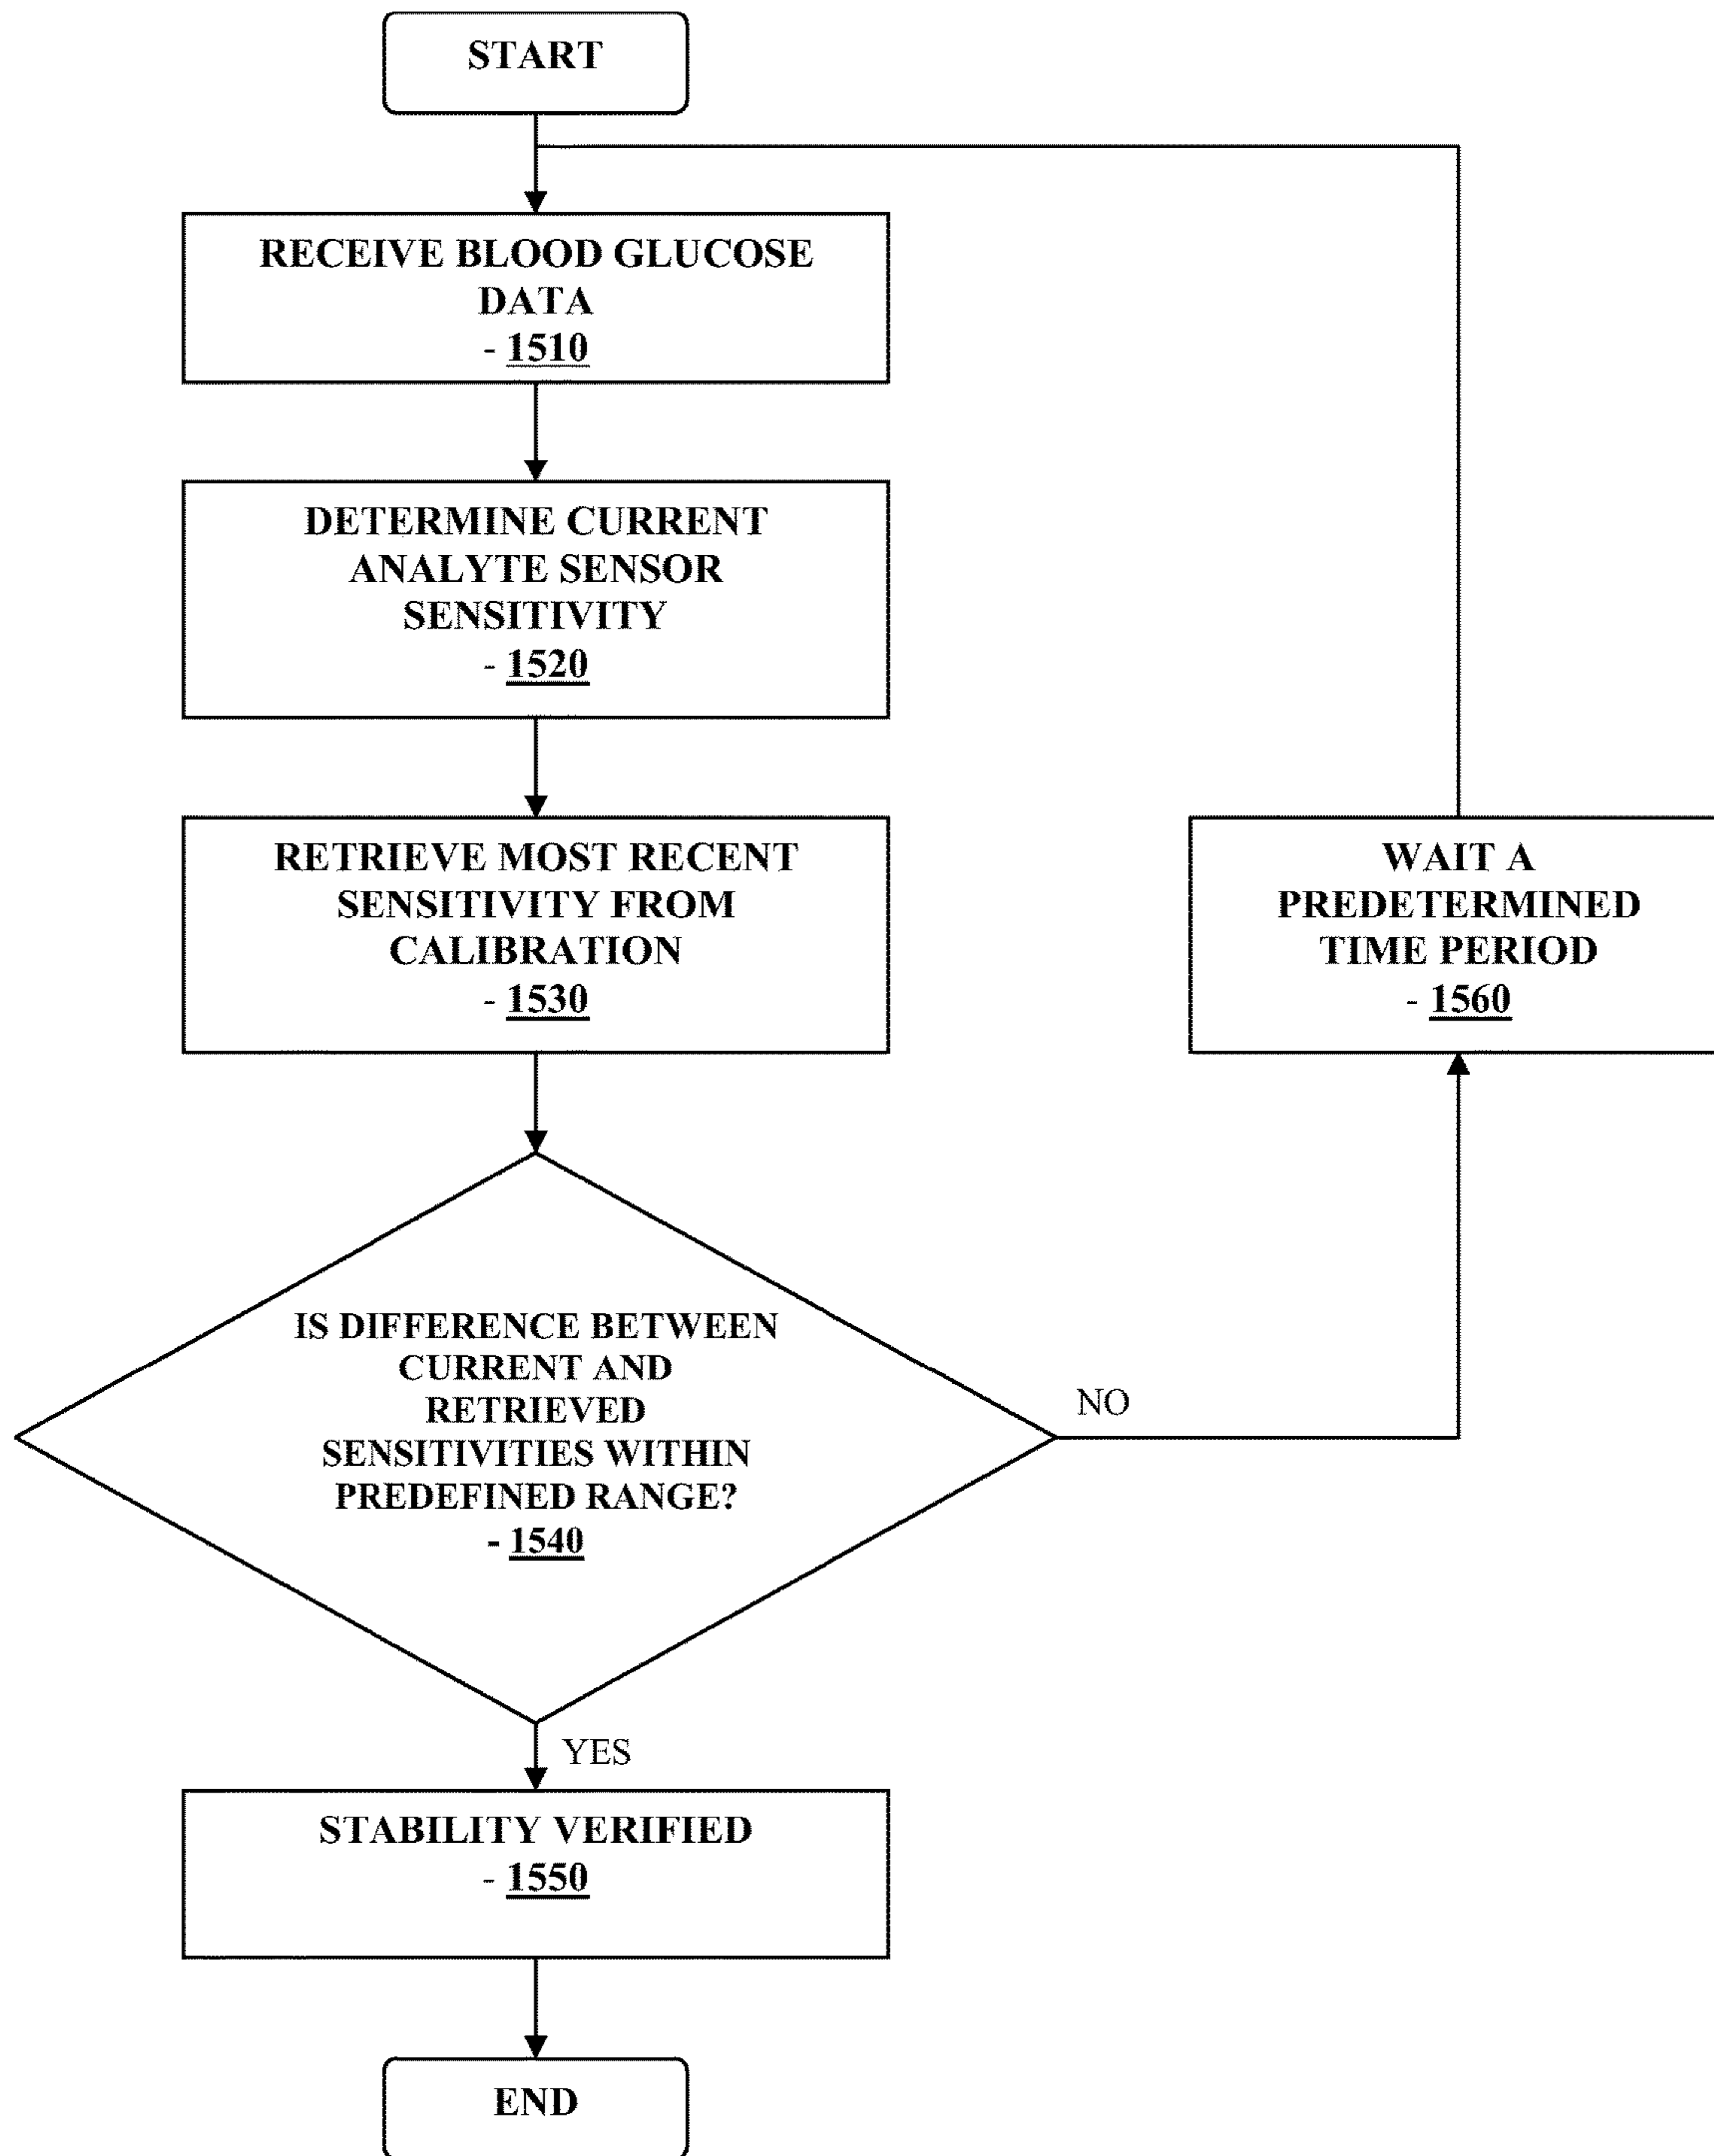 START
RECEIVE BLOOD GLUCOSE
DATA
- 1510
DETERMINE CURRENT
ANALYTE SENSOR
SENSITIVITY
- 1520
RETRIEVE MOST RECENT
SENSITIVITY FROM
CALIBRATION
- 1530
WAIT A
PREDETERMINED
TIME PERIOD
- 1560
IS DIFFERENCE BETWEEN
CURRENT AND
RETRIEVED
SENSITIVITIES WITHIN
PREDEFINED RANGE?
- 1540
NO
YES
STABILITY VERIFIED
- 1550
END